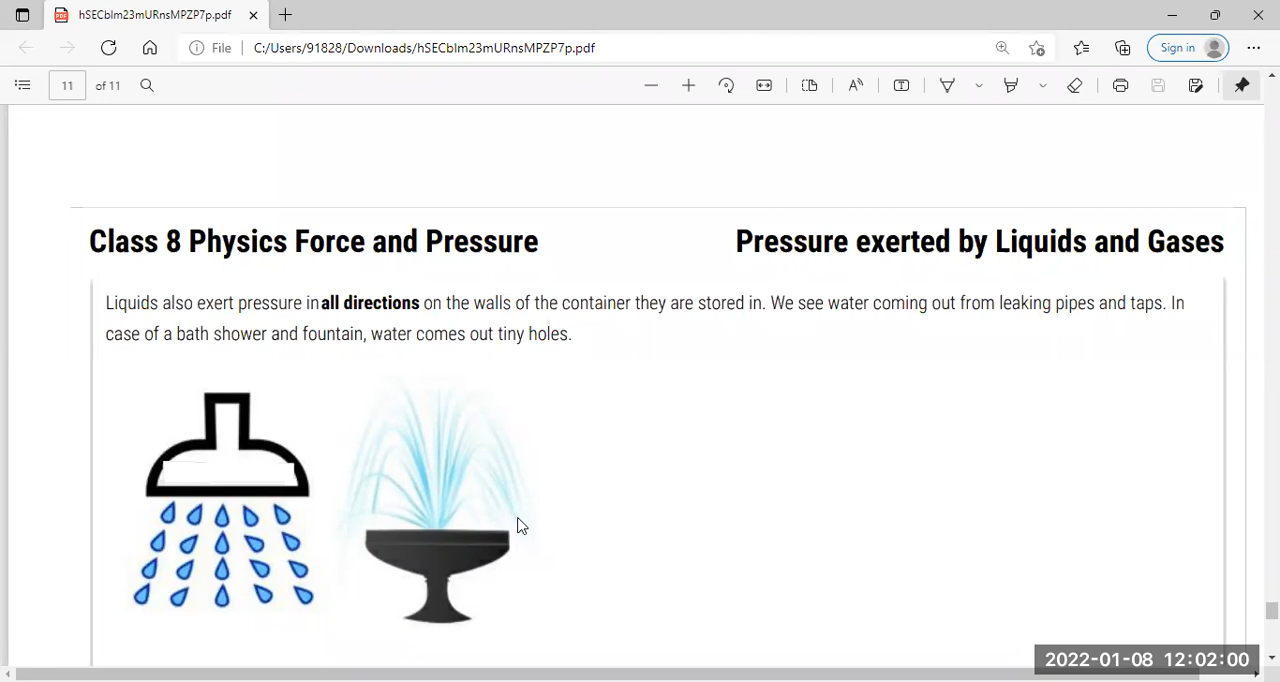 hSECblm23mURnsMPZP7p.pdf
File C:/Users/91828/Downloads/hSECblm23mURnsMPZP7p.pdf
Sign in
11 of 11
Class 8 Physics Force and Pressure
Pressure exerted by Liquids and Gases
Liquids also exert pressure in all directions on the walls of the container they are stored in. We see water coming out from leaking pipes and taps. In
case of a bath shower and fountain, water comes out tiny holes.
2022-01-08 12:02:00